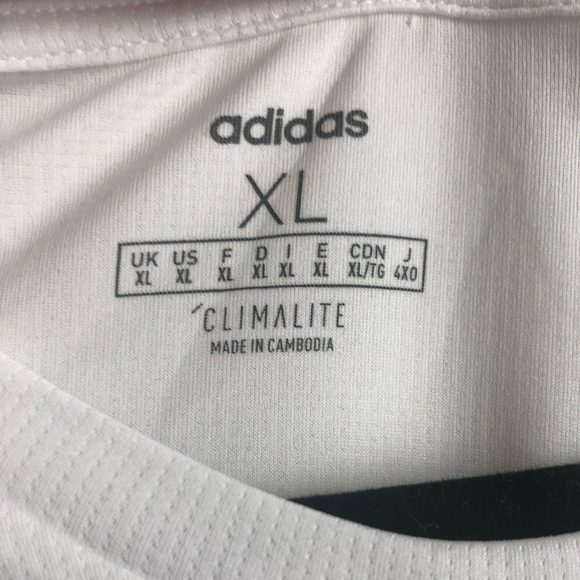 adidas
XL
UK US F D I E CDN J
XL XL XL XL XL XL XL/TG 4XO
CLIMALITE
MADE IN CAMBODIA